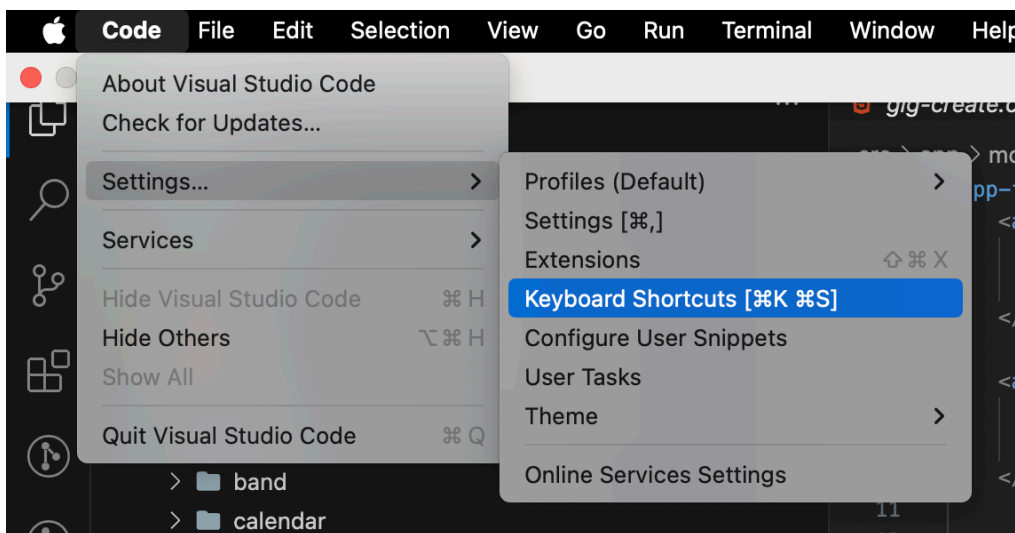 Code File Edit Selection View Go Run Terminal Window Help
About Visual Studio Code
Check for Updates...
Settings...
Services
Hide Visual Studio Code ⌘ H
Hide Others ⌥ ⌘ H
Show All
Quit Visual Studio Code ⌘ Q
Profiles (Default)
Settings [⌘,]
Extensions ⇧ ⌘ X
Keyboard Shortcuts [⌘K ⌘S]
Configure User Snippets
User Tasks
Theme
Online Services Settings
band
calendar
11